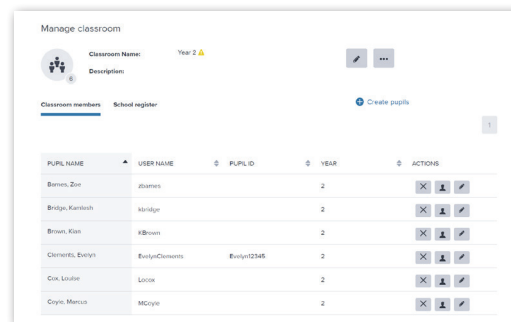 Manage classroom
Classroom Name: Year 2
6
Description:
Classroom members School register Create pupils
1
PUPIL NAME USER NAME PUPIL ID YEAR ACTIONS
Barnes, Zoe zbarnes 2
Bridge, Kamlesh kbridge 2
Brown, Kian KBrown 2
Clements, Evelyn EvelynClements Evelyn12345 2
Cox, Louise Locox 2
Coyle, Marcus MCoyle 2